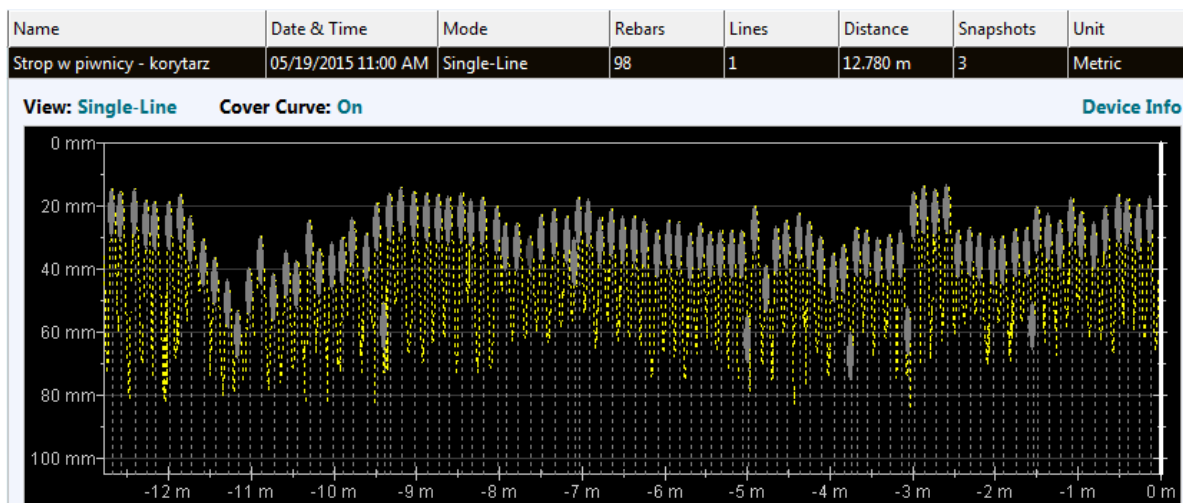 Name Date & Time Mode Rebars Lines Distance Snapshots Unit
Strop w piwnicy - korytarz 05/19/2015 11:00 AM Single-Line 98 1 12.780 m 3 Metric
View: Single-Line Cover Curve: On Device Info
0 mm
20 mm
40 mm
60 mm
80 mm
100 mm
-12 m -11 m -10 m -9 m -8 m -7 m -6 m -5 m -4 m -3 m -2 m -1 m 0 m